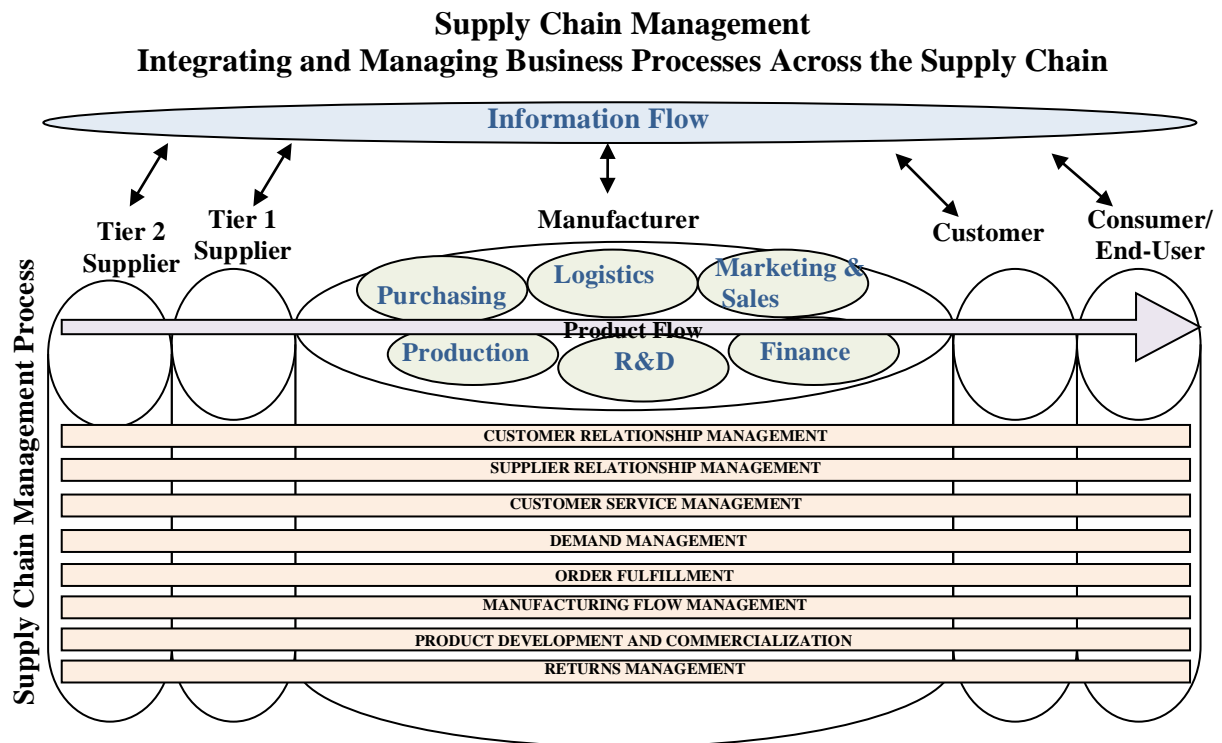 Supply Chain Management
Integrating and Managing Business Processes Across the Supply Chain
Information Flow
Tier 2
Supplier
Tier 1
Supplier
Manufacturer
Customer
Consumer/
End-User
Purchasing
Logistics
Marketing &
Sales
Product Flow
Production
R&D
Finance
Supply Chain Management Process
CUSTOMER RELATIONSHIP MANAGEMENT
SUPPLIER RELATIONSHIP MANAGEMENT
CUSTOMER SERVICE MANAGEMENT
DEMAND MANAGEMENT
ORDER FULFILLMENT
MANUFACTURING FLOW MANAGEMENT
PRODUCT DEVELOPMENT AND COMMERCIALIZATION
RETURNS MANAGEMENT